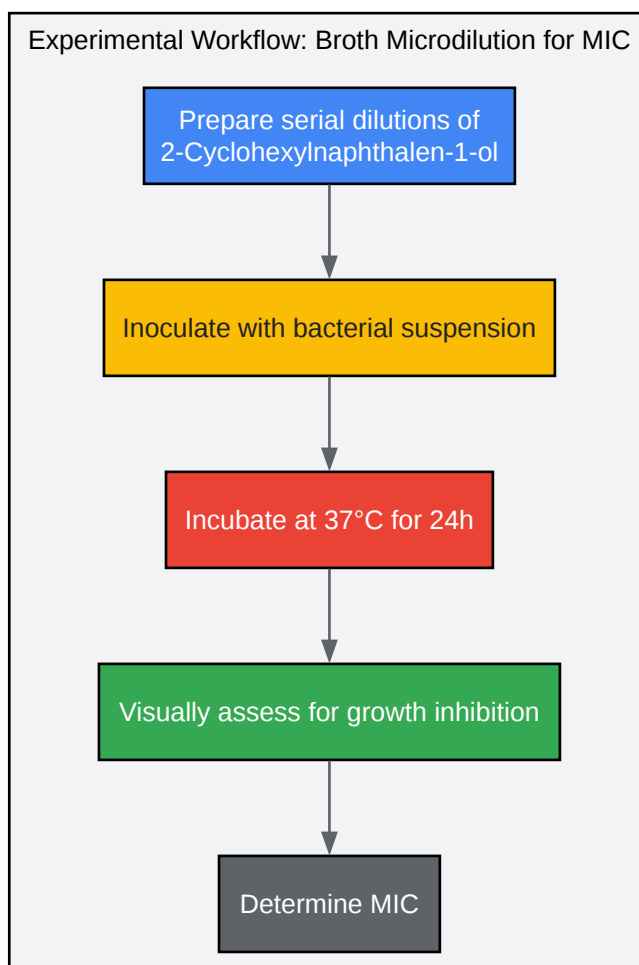 Experimental Workflow: Broth Microdilution for MIC
Prepare serial dilutions of
2-Cyclohexylnaphthalen-1-ol
Inoculate with bacterial suspension
Incubate at 37°C for 24h
Visually assess for growth inhibition
Determine MIC